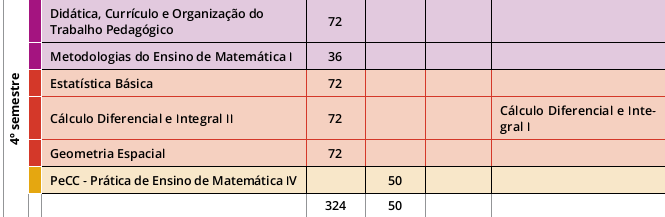 Didática, Currículo e Organização do
Trabalho Pedagógico 72
Metodologias do Ensino de Matemática I 36
4º semestre
Estatística Básica 72
Cálculo Diferencial e Integral II 72 Cálculo Diferencial e Inte-
gral I
Geometria Espacial 72
PeCC - Prática de Ensino de Matemática IV 50
324 50